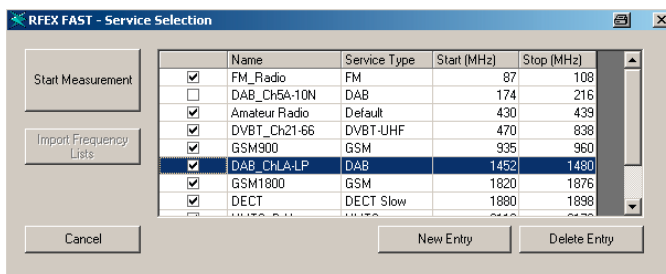 RFEX FAST - Service Selection
Start Measurement
Import Frequency
Lists
Cancel
Name Service Type Start (MHz) Stop (MHz)
FM_Radio FM 87 108
DAB_Ch5A-10N DAB 174 216
Amateur Radio Default 430 439
DVBT_Ch21-66 DVBT-UHF 470 838
GSM900 GSM 935 960
DAB_ChLA-LP DAB 1452 1480
GSM1800 GSM 1820 1876
DECT DECT Slow 1880 1898
New Entry Delete Entry